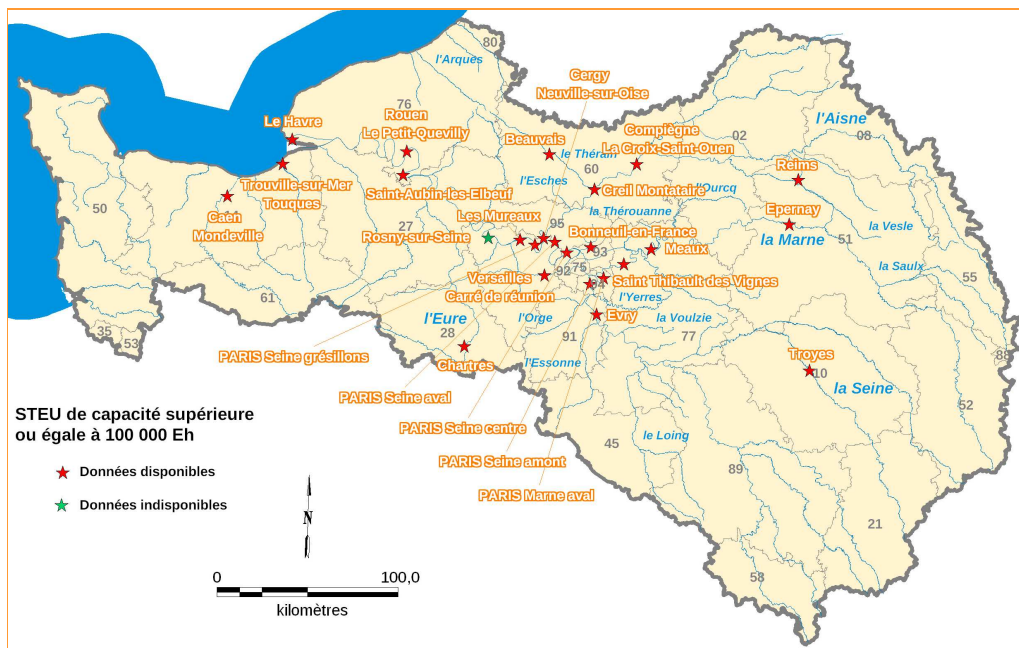 80
l'Arques
Cergy
Neuville-sur-Oise
76
Rouen
Le Petit-Quevilly
Le Havre
Beauvais
le Thérain
Compiègne
La Croix-Saint-Ouen
02
l'Aisne
08
60
Reims
Trouville-sur-Mer
Touques
Saint-Aubin-les-Elbeuf
l'Esches
Creil Montataire
l'Ourcq
50
Caen
Mondeville
27
Les Mureaux
95
la Thérouanne
Epernay
la Vesle
Rosny-sur-Seine
Bonneuil-en-France
93
Meaux
la Marne
51
la Saulx
55
Versailles
Carré de réunion
92
75
Saint Thibault des Vignes
61
l'Yerres
l'Eure
28
l'Orge
91
Evry
la Voulzie
77
35
53
PARIS Seine grésillons
Chartres
l'Essonne
Troyes
10
88
la Seine
PARIS Seine aval
52
STEU de capacité supérieure
ou égale à 100 000 Eh
PARIS Seine centre
45
le Loing
PARIS Seine amont
89
Données disponibles
PARIS Marne aval
Données indisponibles
N
21
0
100,0
kilomètres
58